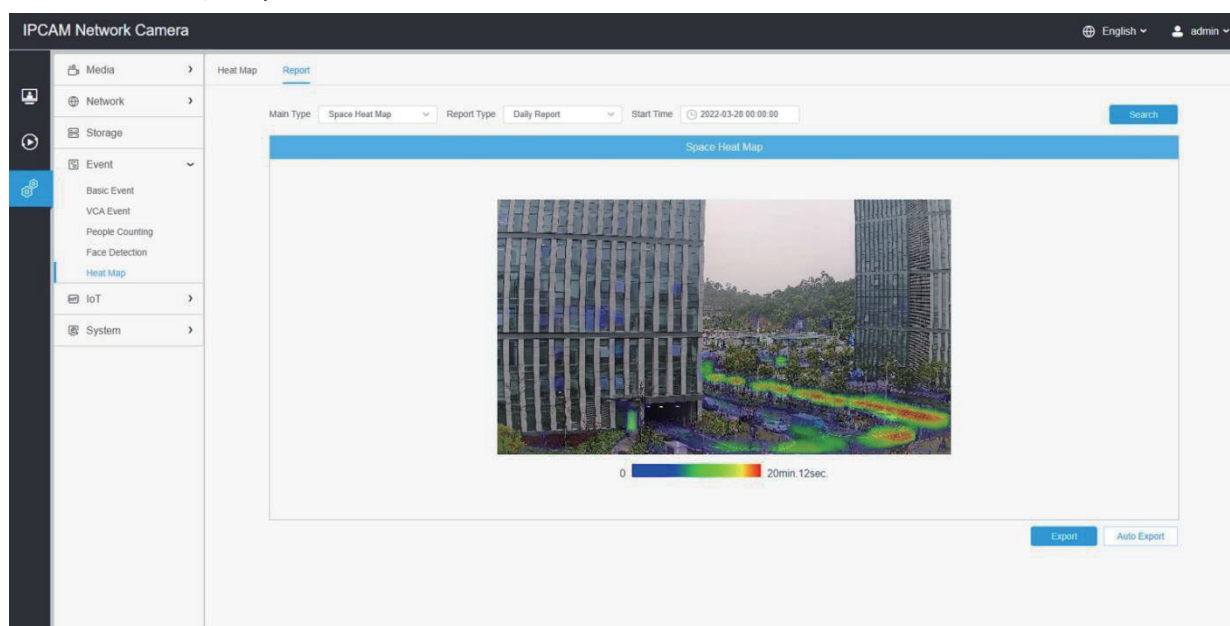 IPCAM Network Camera
English
admin
Media
Network
Storage
Event
Basic Event
VCA Event
People Counting
Face Detection
Heat Map
IoT
System
Heat Map Report
Main Type Space Heat Map Report Type Daily Report Start Time 2022-03-28 00:00:00 Search
Space Heat Map
0 20min.12sec.
Export Auto Export